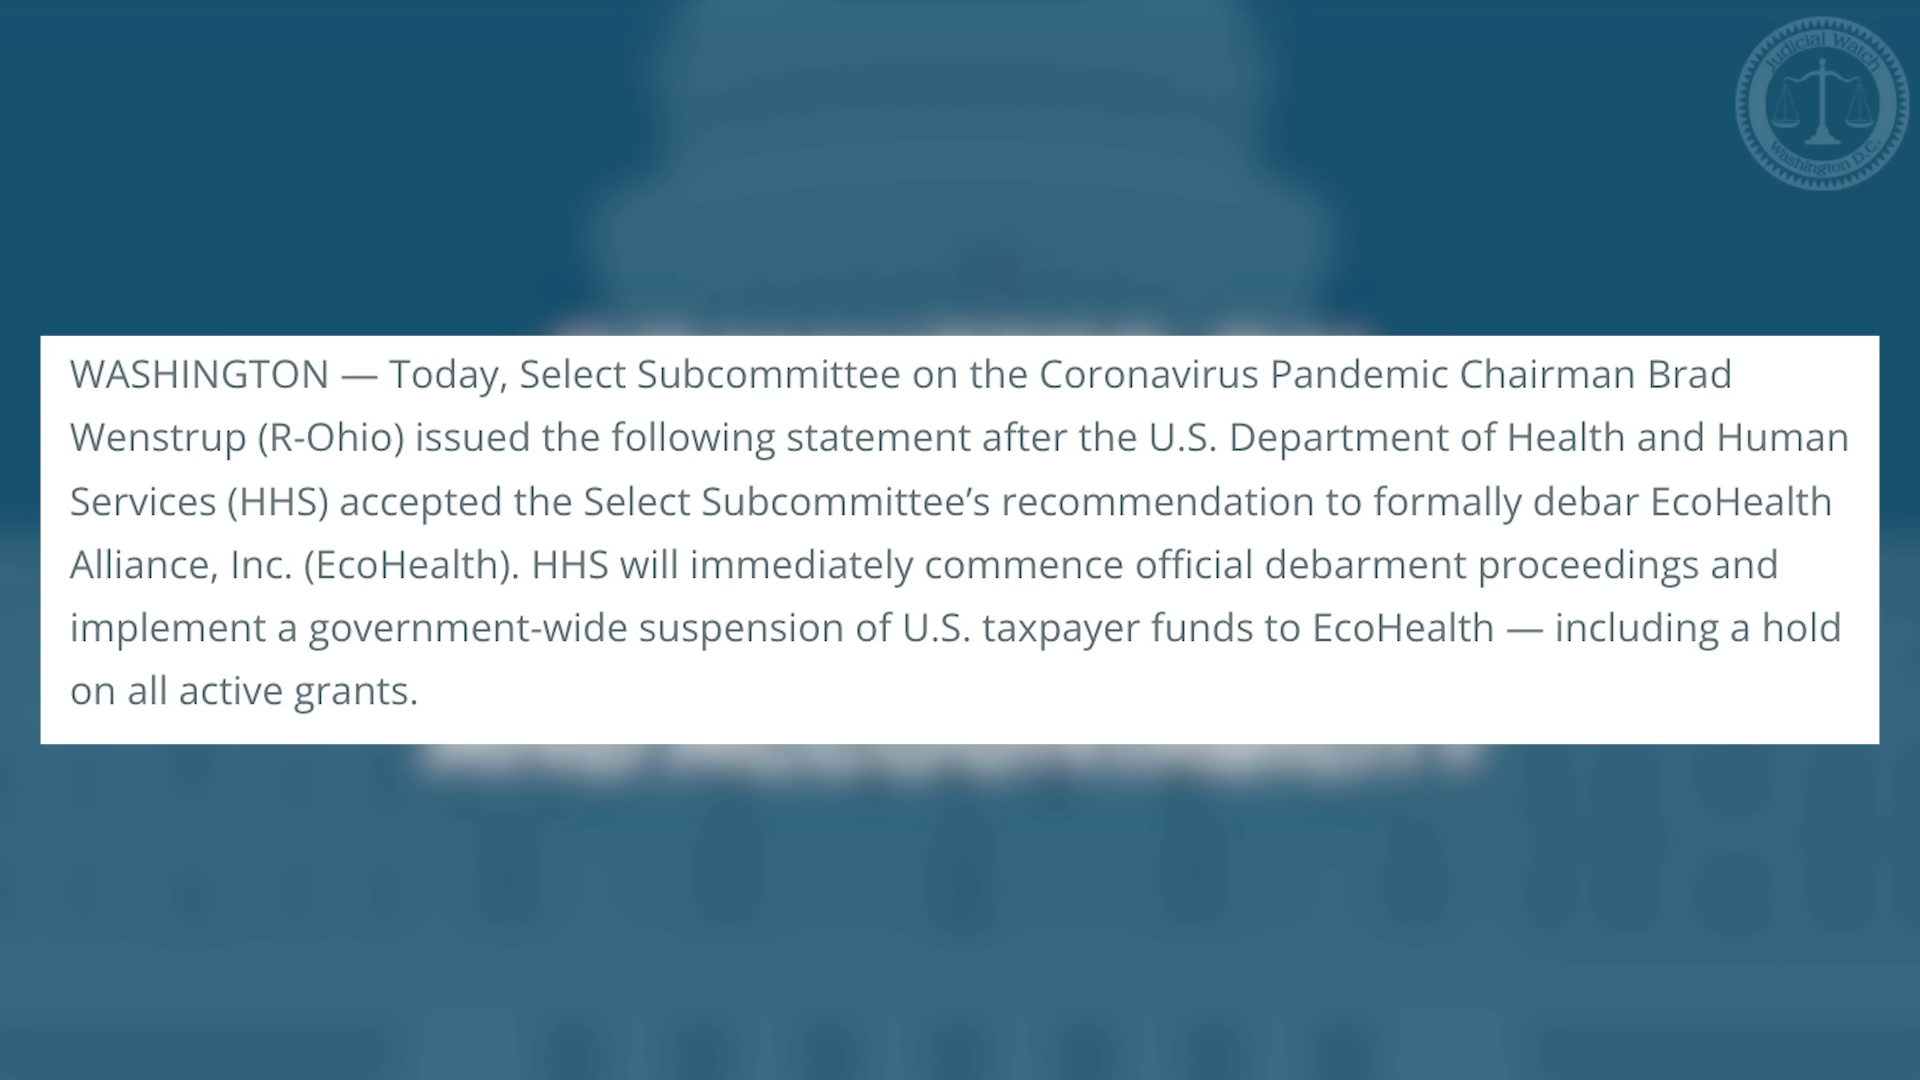 Judicial Watch
Washington D.C.
WASHINGTON — Today, Select Subcommittee on the Coronavirus Pandemic Chairman Brad
Wenstrup (R-Ohio) issued the following statement after the U.S. Department of Health and Human
Services (HHS) accepted the Select Subcommittee’s recommendation to formally debar EcoHealth
Alliance, Inc. (EcoHealth). HHS will immediately commence official debarment proceedings and
implement a government-wide suspension of U.S. taxpayer funds to EcoHealth — including a hold
on all active grants.